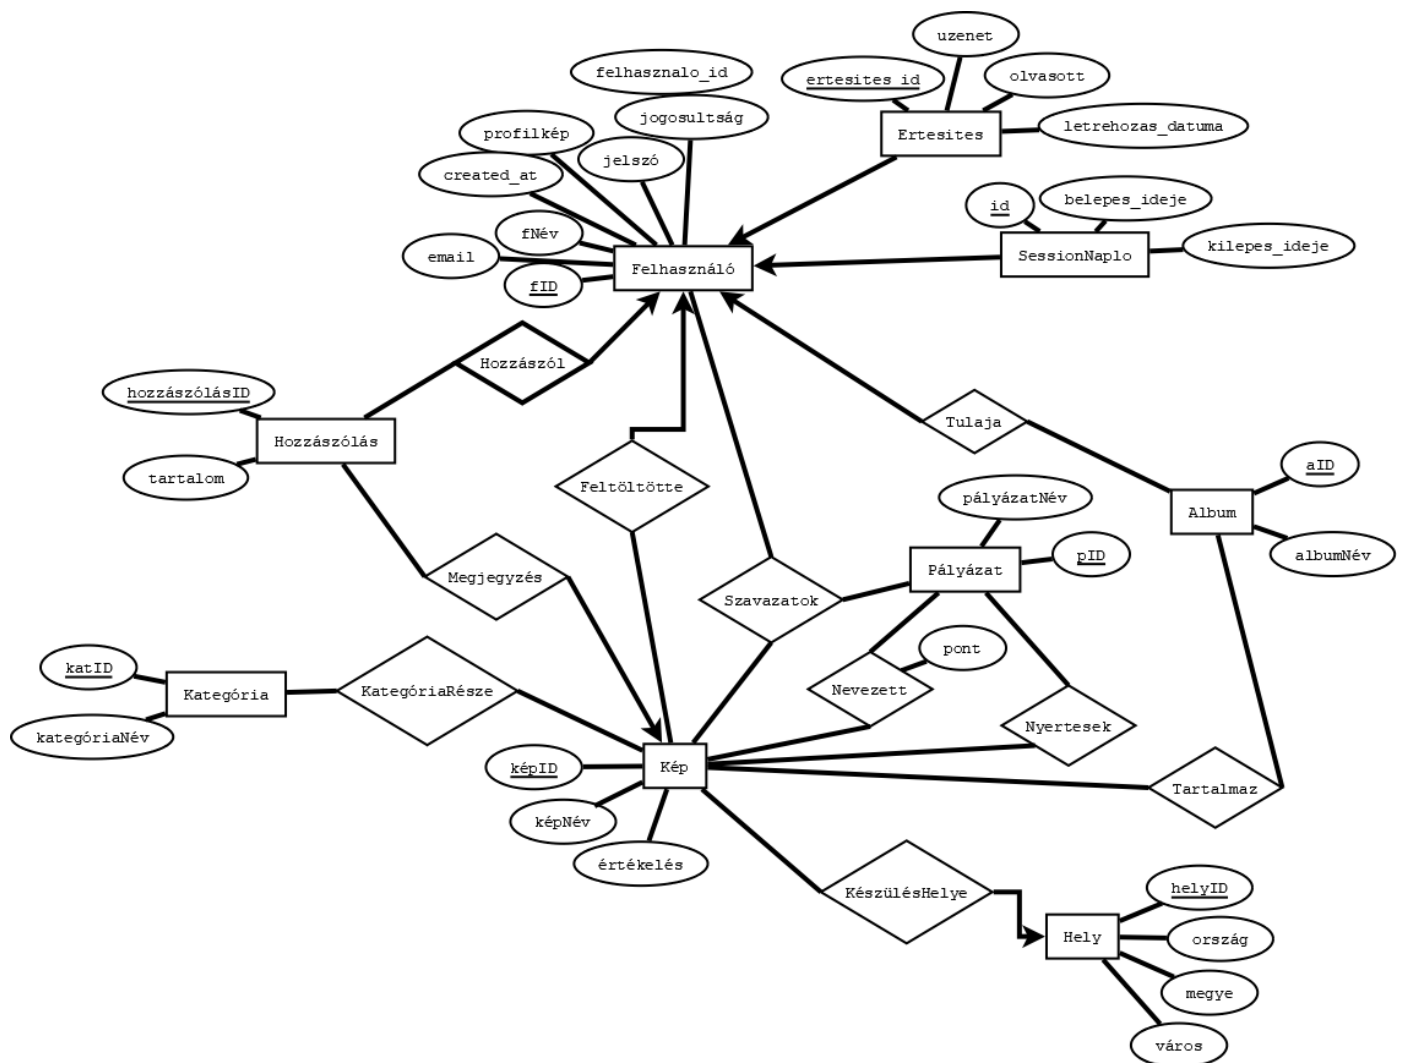 uzenet
felhasznalo_id
ertesites_id
olvasott
jogosultság
letrehozas_datuma
Ertesites
profilkép
jelszó
created_at
id
belepes_ideje
fNév
kilepes_ideje
email
Felhasználó
SessionNaplo
fID
Hozzászól
hozzászólásID
Tulaja
Hozzászólás
aID
tartalom
Feltöltötte
pályázatNév
Album
pID
albumNév
Pályázat
Megjegyzés
Szavazatok
pont
katID
Kategória
KategóriaRésze
Nevezett
Nyertesek
kategóriaNév
képID
Kép
Tartalmaz
képNév
értékelés
KészülésHelye
helyID
Hely
ország
megye
város